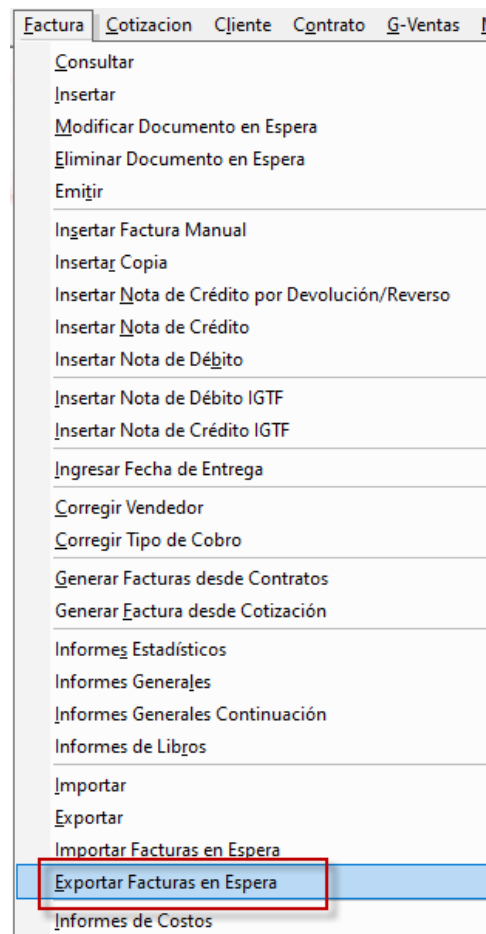 Factura Cotizacion Cliente Contrato G-Ventas
Consultar
Insertar
Modificar Documento en Espera
Eliminar Documento en Espera
Emitir
Insertar Factura Manual
Insertar Copia
Insertar Nota de Crédito por Devolución/Reverso
Insertar Nota de Crédito
Insertar Nota de Débito
Insertar Nota de Débito IGTF
Insertar Nota de Crédito IGTF
Ingresar Fecha de Entrega
Corregir Vendedor
Corregir Tipo de Cobro
Generar Facturas desde Contratos
Generar Factura desde Cotización
Informes Estadísticos
Informes Generales
Informes Generales Continuación
Informes de Libros
Importar
Exportar
Importar Facturas en Espera
Exportar Facturas en Espera
Informes de Costos